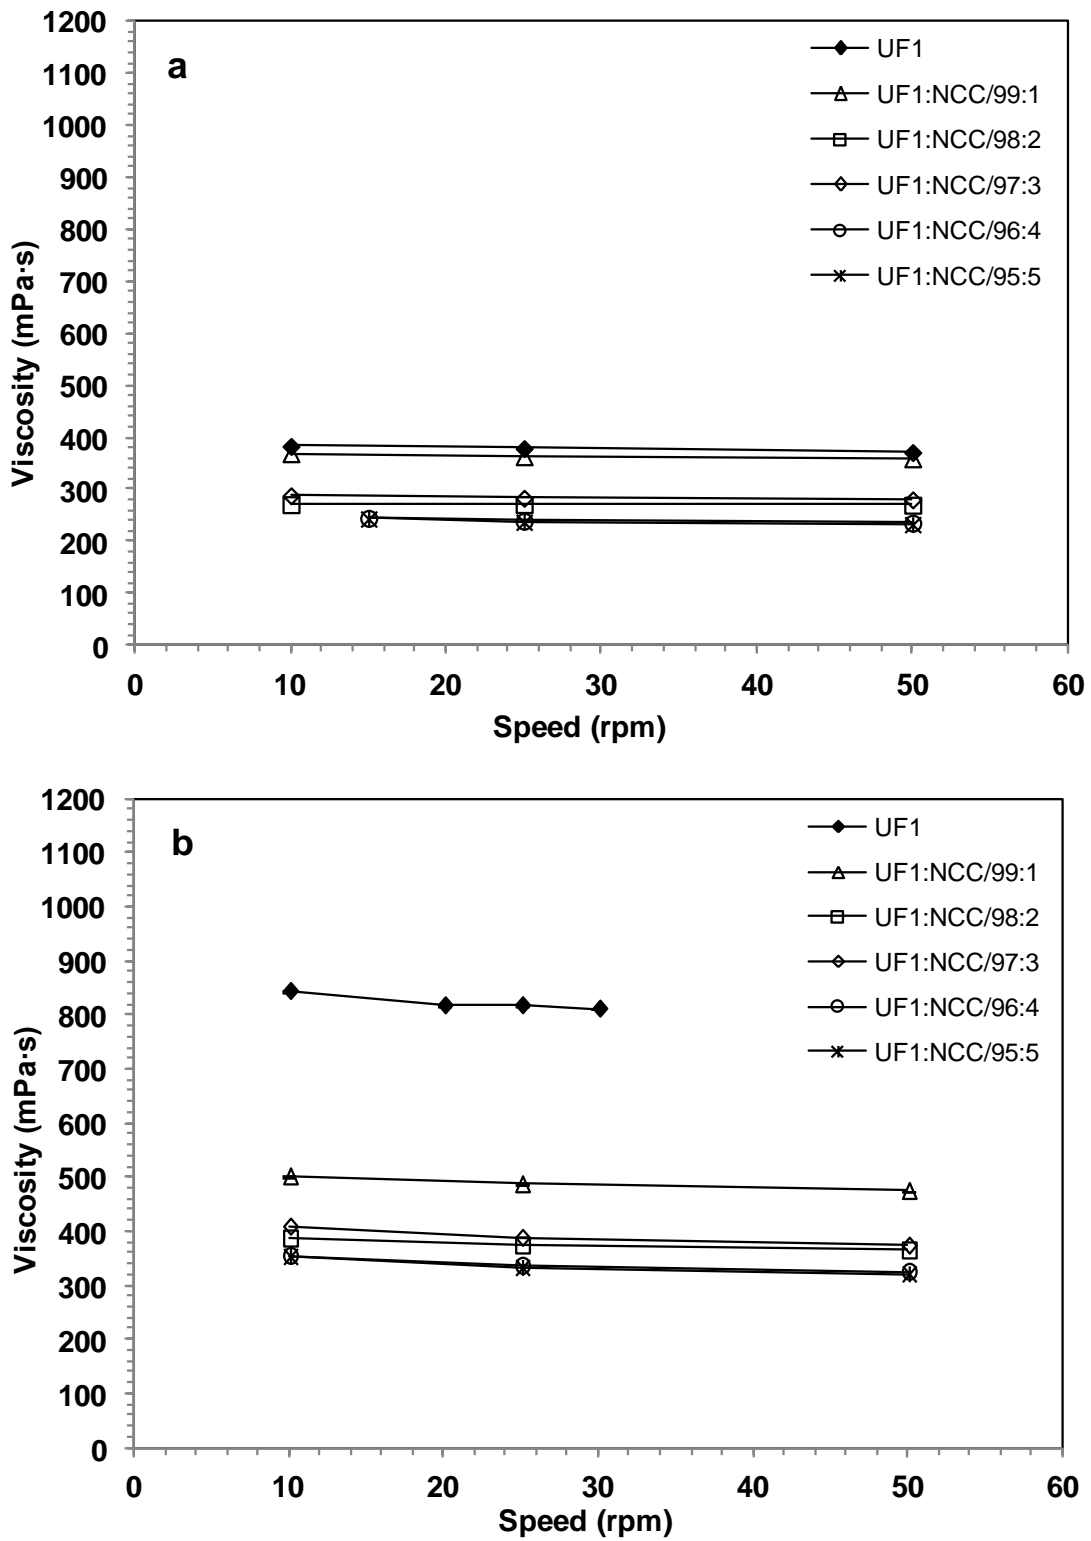 a
1200
1100
1000
900
800
700
600
500
400
300
200
100
0
Viscosity (mPa·s)
UF1
UF1:NCC/99:1
UF1:NCC/98:2
UF1:NCC/97:3
UF1:NCC/96:4
UF1:NCC/95:5
0 10 20 30 40 50 60
Speed (rpm)
b
1200
1100
1000
900
800
700
600
500
400
300
200
100
0
Viscosity (mPa·s)
UF1
UF1:NCC/99:1
UF1:NCC/98:2
UF1:NCC/97:3
UF1:NCC/96:4
UF1:NCC/95:5
0 10 20 30 40 50 60
Speed (rpm)